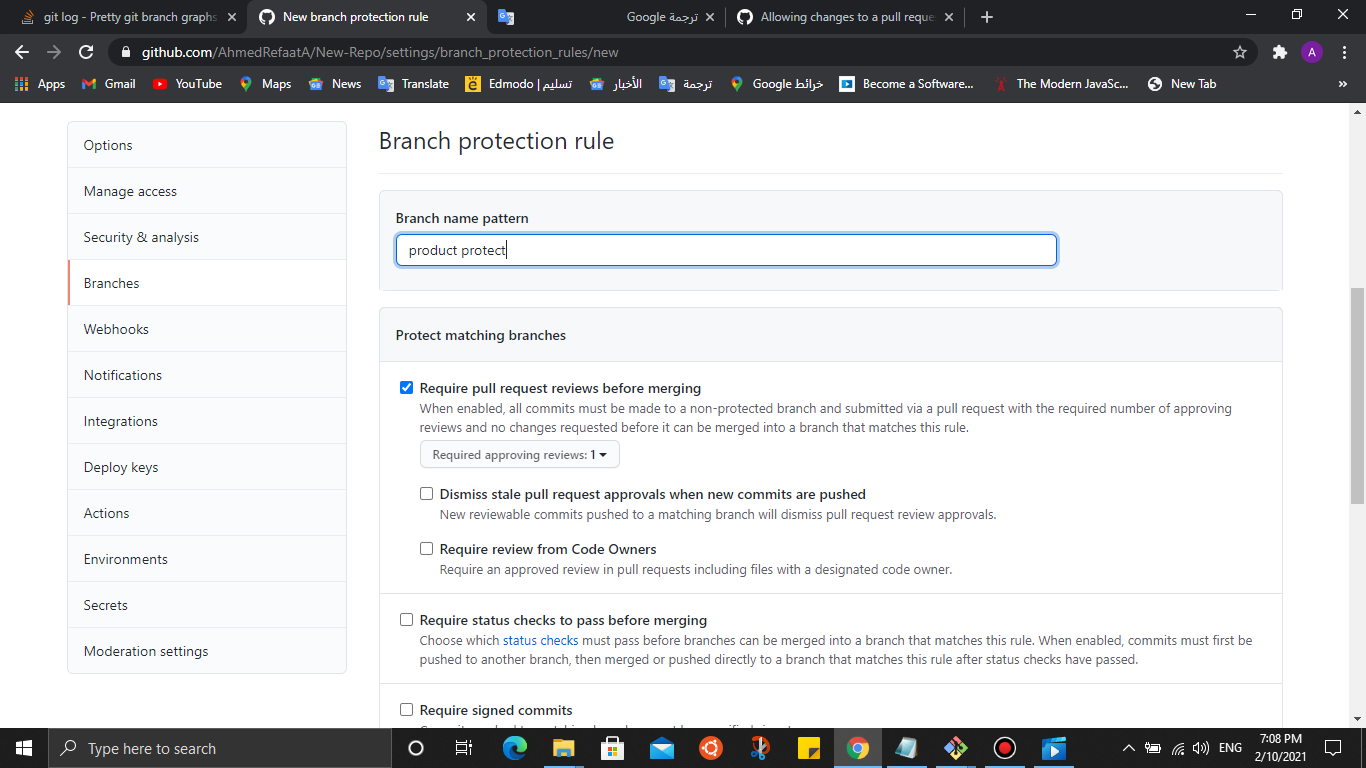 git log - Pretty git branch graphs
New branch protection rule
ترجمة Google
Allowing changes to a pull reque
github.com/AhmedRefaatA/New-Repo/settings/branch_protection_rules/new
A
Apps
Gmail
YouTube
Maps
News
Translate
Edmodo | تسليم
الأخبار
ترجمة
خرائط Google
Become a Software...
The Modern JavaSc...
New Tab
»
Options
Manage access
Security & analysis
Branches
Webhooks
Notifications
Integrations
Deploy keys
Actions
Environments
Secrets
Moderation settings
Branch protection rule
Branch name pattern
product protect
Protect matching branches
Require pull request reviews before merging
When enabled, all commits must be made to a non-protected branch and submitted via a pull request with the required number of approving
reviews and no changes requested before it can be merged into a branch that matches this rule.
Required approving reviews: 1
Dismiss stale pull request approvals when new commits are pushed
New reviewable commits pushed to a matching branch will dismiss pull request review approvals.
Require review from Code Owners
Require an approved review in pull requests including files with a designated code owner.
Require status checks to pass before merging
Choose which status checks must pass before branches can be merged into a branch that matches this rule. When enabled, commits must first be
pushed to another branch, then merged or pushed directly to a branch that matches this rule after status checks have passed.
Require signed commits
Type here to search
ENG
7:08 PM
2/10/2021